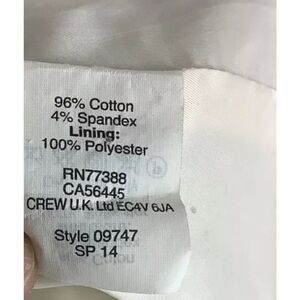 96% Cotton
4% Spandex
Lining:
100% Polyester
RN77388
CA56445
CREW U.K. Ltd EC4V 6JA
Style 09747
SP 14